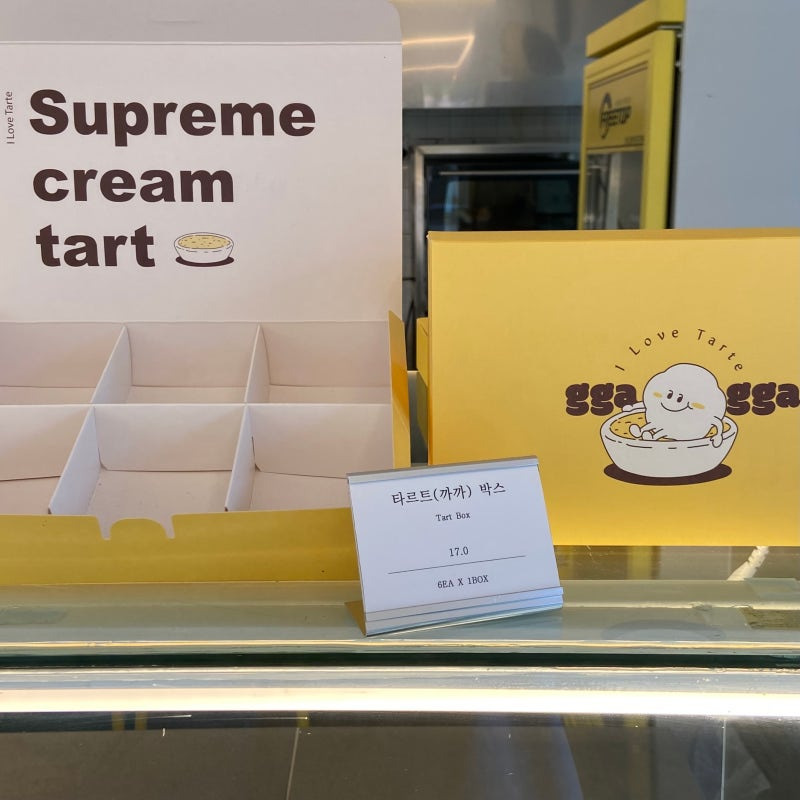 I Love Tarte
Supreme
cream
tart
FREETOP
I Love Tarte
gga gga
타르트(까까) 박스
Tart Box
17.0
6EA X 1BOX